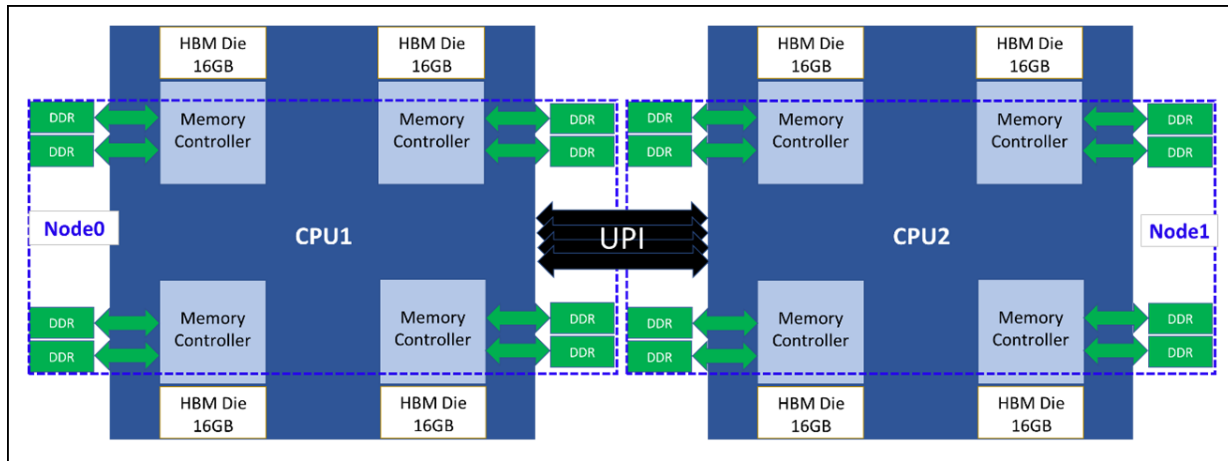 HBM Die
16GB
HBM Die
16GB
HBM Die
16GB
HBM Die
16GB
DDR
DDR
Memory
Controller
Memory
Controller
DDR
DDR
DDR
DDR
Memory
Controller
Memory
Controller
DDR
DDR
Node0
CPU1
UPI
CPU2
Node1
DDR
DDR
Memory
Controller
Memory
Controller
DDR
DDR
DDR
DDR
Memory
Controller
Memory
Controller
DDR
DDR
HBM Die
16GB
HBM Die
16GB
HBM Die
16GB
HBM Die
16GB